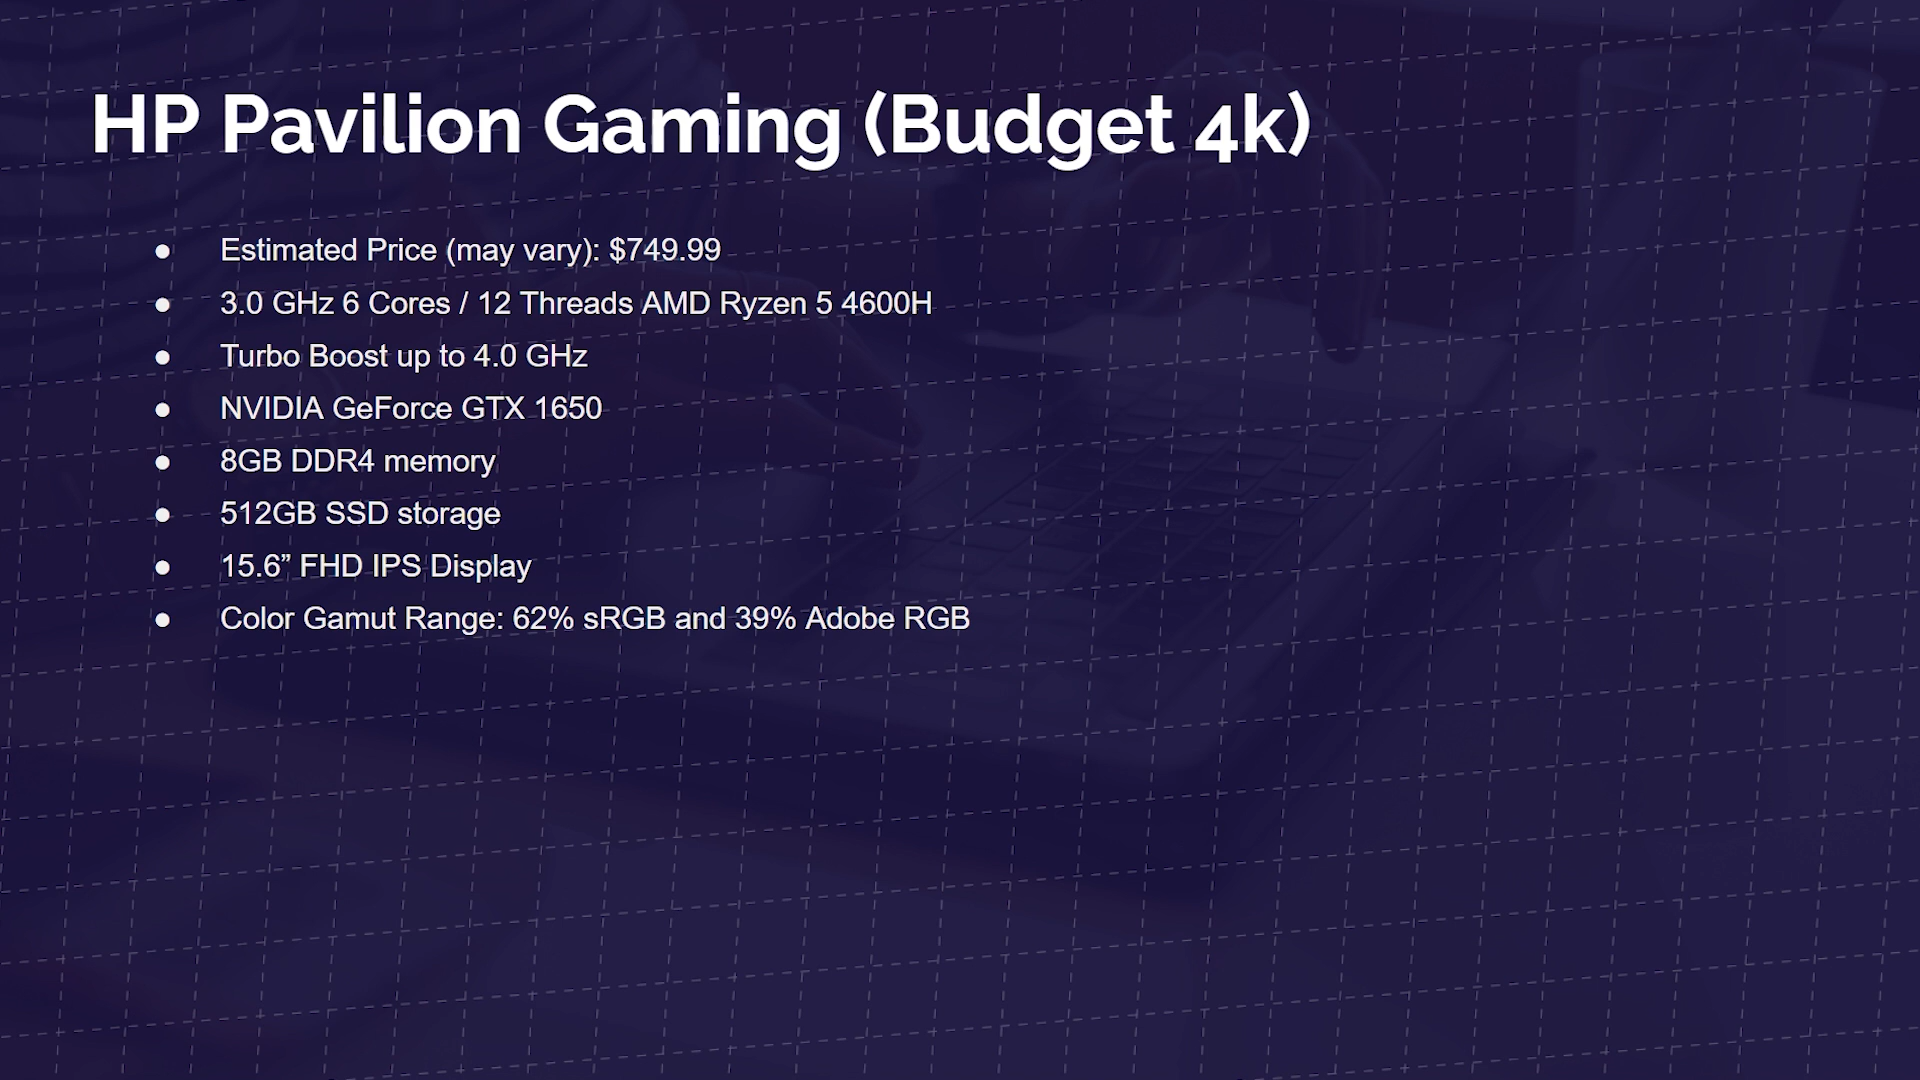 HP Pavilion Gaming (Budget 4k)
● Estimated Price (may vary): $749.99
● 3.0 GHz 6 Cores / 12 Threads AMD Ryzen 5 4600H
● Turbo Boost up to 4.0 GHz
● NVIDIA GeForce GTX 1650
● 8GB DDR4 memory
● 512GB SSD storage
● 15.6” FHD IPS Display
● Color Gamut Range: 62% sRGB and 39% Adobe RGB